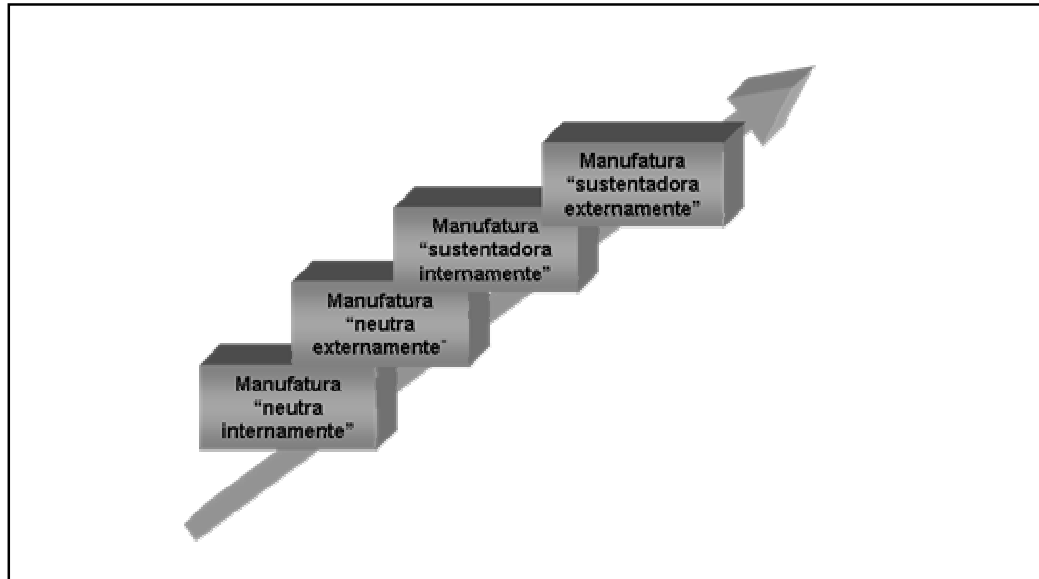 Manufatura
“sustentadora
externamente”
Manufatura
“sustentadora
internamente”
Manufatura
“neutra
externamente”
Manufatura
“neutra
internamente”